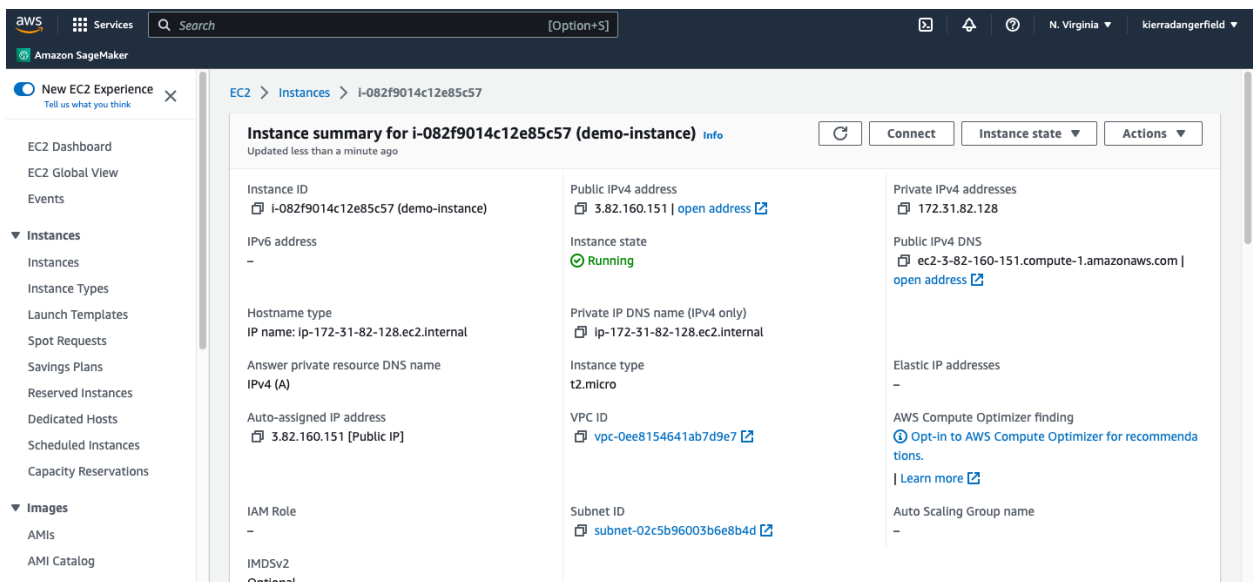 aws
Services
Search [Option+S]
N. Virginia ▼
kierradangerfield ▼
Amazon SageMaker
New EC2 Experience
Tell us what you think
EC2 Dashboard
EC2 Global View
Events
▼ Instances
Instances
Instance Types
Launch Templates
Spot Requests
Savings Plans
Reserved Instances
Dedicated Hosts
Scheduled Instances
Capacity Reservations
▼ Images
AMIs
AMI Catalog
EC2 > Instances > i-082f9014c12e85c57
Instance summary for i-082f9014c12e85c57 (demo-instance) Info
Updated less than a minute ago
Connect
Instance state ▼
Actions ▼
Instance ID
i-082f9014c12e85c57 (demo-instance)
Public IPv4 address
3.82.160.151 | open address
Private IPv4 addresses
172.31.82.128
IPv6 address
–
Instance state
Running
Public IPv4 DNS
ec2-3-82-160-151.compute-1.amazonaws.com |
open address
Hostname type
IP name: ip-172-31-82-128.ec2.internal
Private IP DNS name (IPv4 only)
ip-172-31-82-128.ec2.internal
Answer private resource DNS name
IPv4 (A)
Instance type
t2.micro
Elastic IP addresses
–
Auto-assigned IP address
3.82.160.151 [Public IP]
VPC ID
vpc-0ee8154641ab7d9e7
AWS Compute Optimizer finding
Opt-in to AWS Compute Optimizer for recommenda
tions.
| Learn more
IAM Role
–
Subnet ID
subnet-02c5b96003b6e8b4d
Auto Scaling Group name
–
IMDSv2
Optional